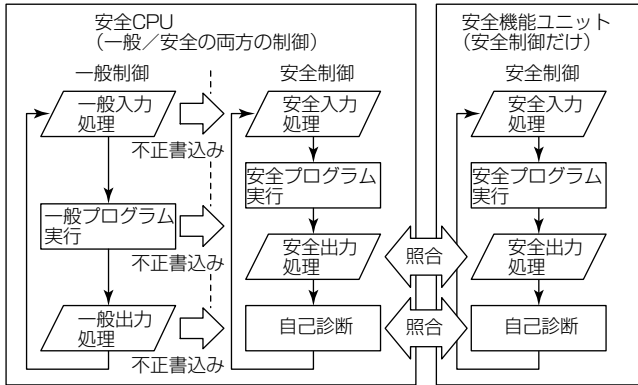 安全CPU
（一般／安全の両方の制御）
一般制御
一般入力
処理
不正書込み
一般プログラム
実行
不正書込み
一般出力
処理
不正書込み
安全制御
安全入力
処理
安全プログラム
実行
安全出力
処理
自己診断
照合
照合
安全機能ユニット
（安全制御だけ）
安全制御
安全入力
処理
安全プログラム
実行
安全出力
処理
自己診断